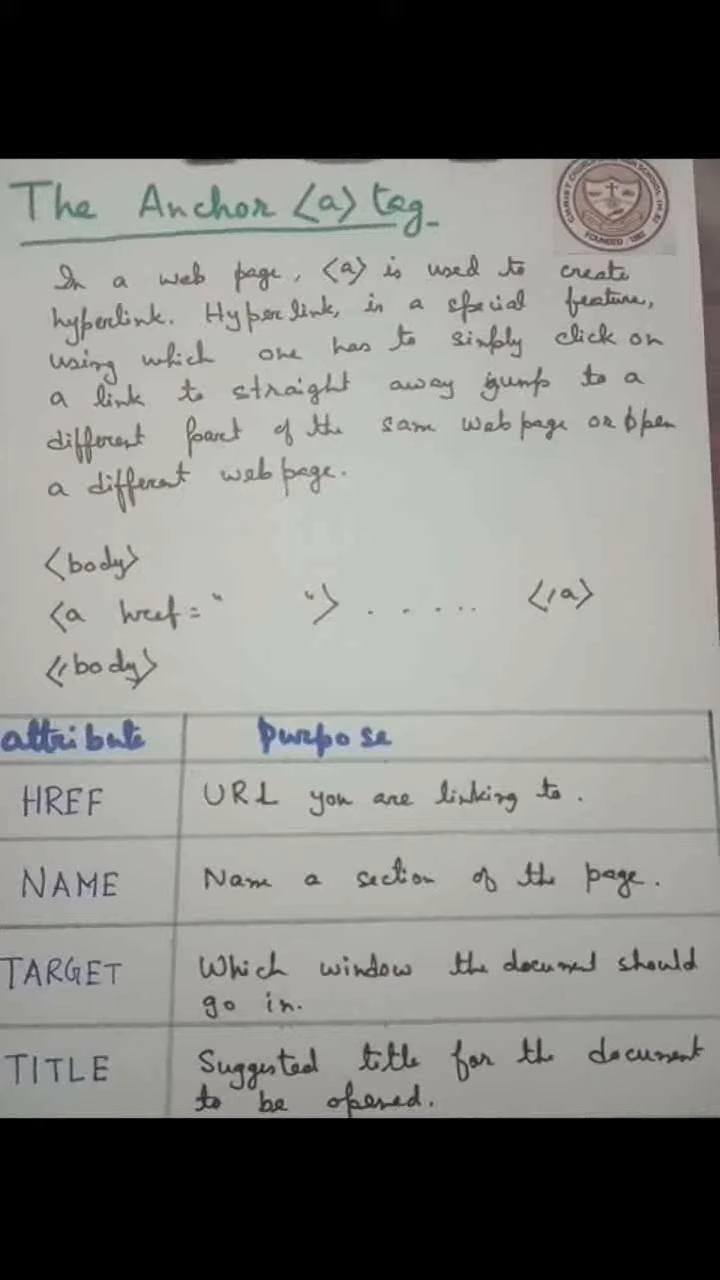 The Anchor <a> tag
In a web page, <a> is used to create
hyperlink. Hyperlink, is a special feature,
using which one has to simply click on
a link to straight away jump to a
different part of the same web page or open
a different webpage.
<body>
<a href = " "> . . . . . . </a>
</body>
attribute purpose
HREF URL you are linking to.
NAME Name a section of the page.
TARGET Which window the document should
go in.
TITLE Suggested title for the document
to be opened.
FOUNDED 1882